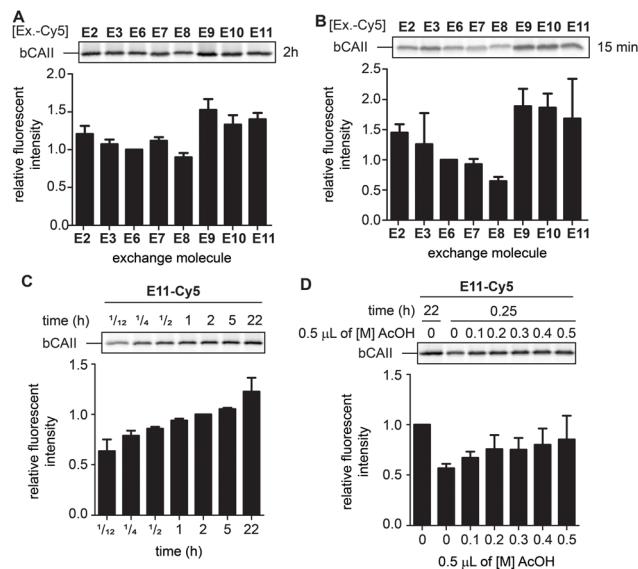 A
[Ex.-Cy5] E2 E3 E6 E7 E8 E9 E10 E11
bCAII 2h
relative fluorescent intensity
2.0
1.5
1.0
0.5
0.0
E2 E3 E6 E7 E8 E9 E10 E11
exchange molecule
B
[Ex.-Cy5] E2 E3 E6 E7 E8 E9 E10 E11
bCAII 15 min
relative fluorescent intensity
2.5
2.0
1.5
1.0
0.5
0.0
E2 E3 E6 E7 E8 E9 E10 E11
exchange molecule
C
E11-Cy5
time (h) 1/12 1/4 1/2 1 2 5 22
bCAII
relative fluorescent intensity
1.5
1.0
0.5
0.0
1/12 1/4 1/2 1 2 5 22
time (h)
D
E11-Cy5
time (h) 22 0.25
0.5 μL of [M] AcOH 0 0 0.1 0.2 0.3 0.4 0.5
bCAII
relative fluorescent intensity
1.5
1.0
0.5
0.0
0 0 0.1 0.2 0.3 0.4 0.5
0.5 μL of [M] AcOH